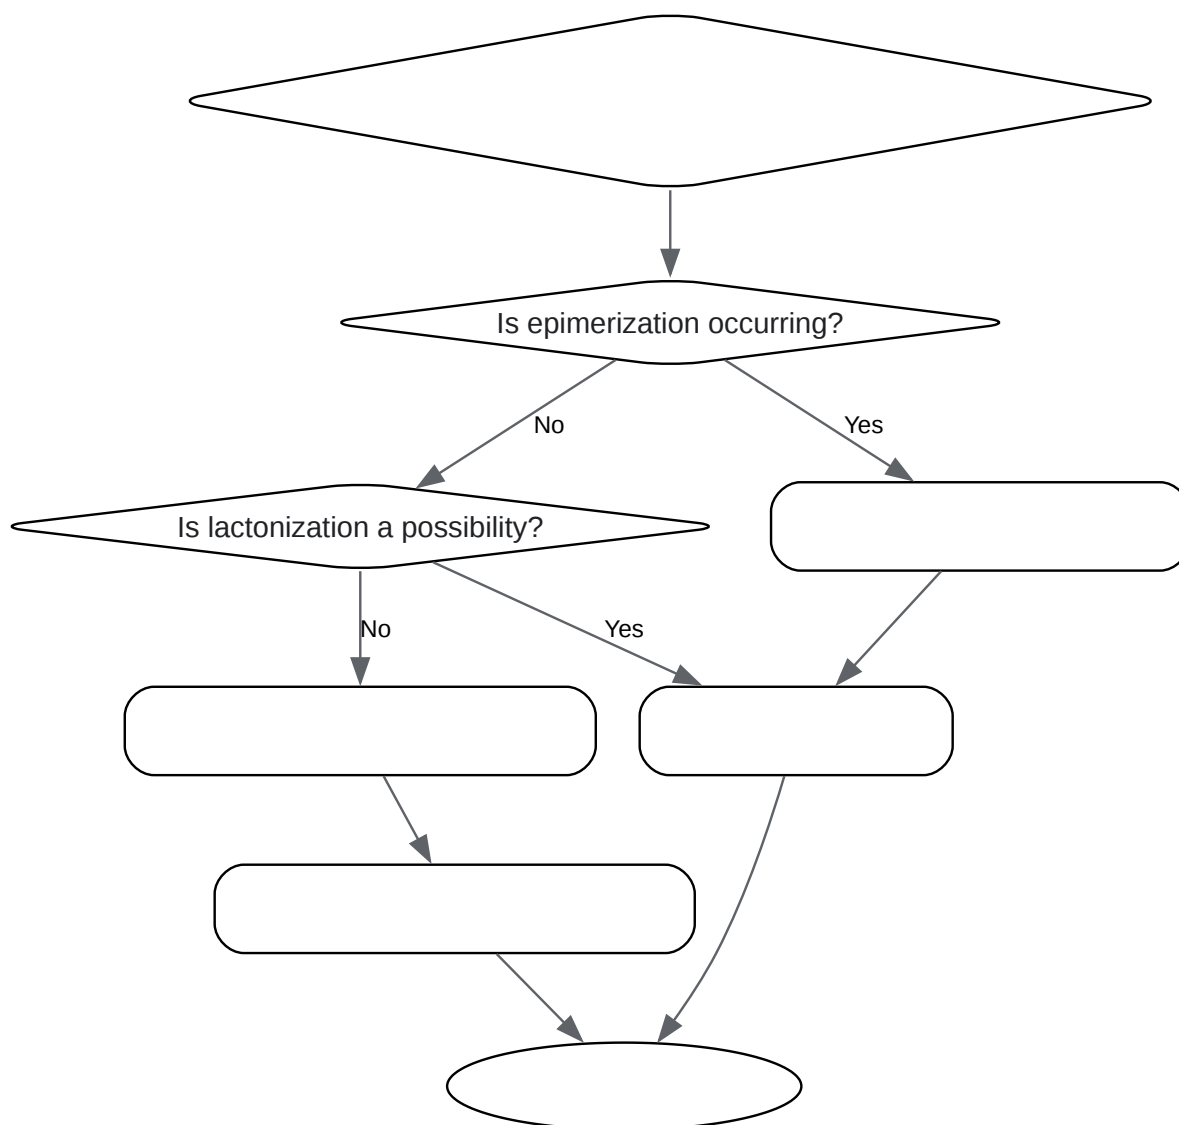 Is epimerization occurring?
No
Yes
Is lactonization a possibility?
No
Yes